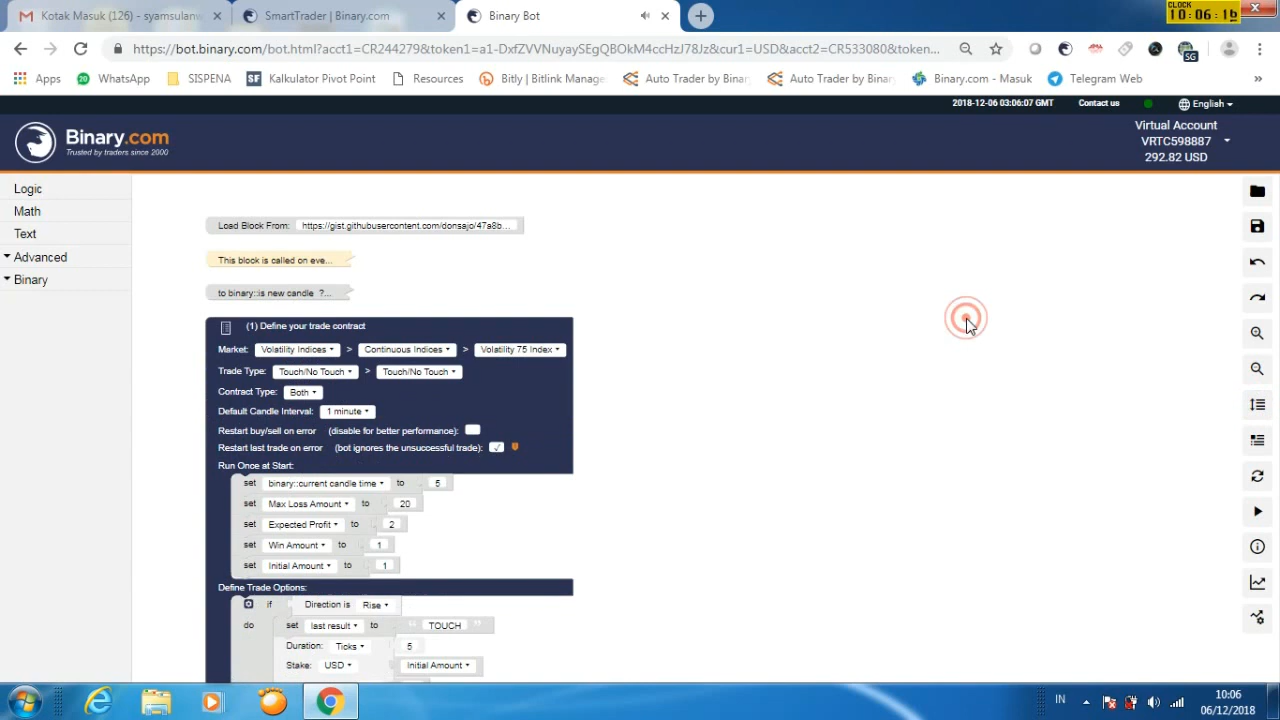 Kotak Masuk (126) - syamsulanw
SmartTrader | Binary.com
Binary Bot
CLOCK
10:06:16
https://bot.binary.com/bot.html?acct1=CR244279&token1=a1-DxfZVVNuyaySEgQBOkM4ccHzJ78Jz&cur1=USD&acct2=CR533080&token...
SG
Apps
20
WhatsApp
SISPENA
SF
Kalkulator Pivot Point
Resources
Bitly | Bitlink Manage
Auto Trader by Binar
Auto Trader by Binar
Binary.com - Masuk
Telegram Web
»
2018-12-06 03:06:07 GMT
Contact us
English
Binary.com
Trusted by traders since 2000
Virtual Account
VRTC598887
292.82 USD
Logic
Math
Text
Advanced
Binary
Load Block From: https://gist.githubusercontent.com/donsajo/47a8b...
This block is called on eve...
to binary::is new candle ?...
(1) Define your trade contract
Market: Volatility Indices > Continuous Indices > Volatility 75 Index
Trade Type: Touch/No Touch > Touch/No Touch
Contract Type: Both
Default Candle Interval: 1 minute
Restart buy/sell on error (disable for better performance):
Restart last trade on error (bot ignores the unsuccessful trade): √
Run Once at Start:
set binary::current candle time to 5
set Max Loss Amount to 20
set Expected Profit to 2
set Win Amount to 1
set Initial Amount to 1
Define Trade Options:
if Direction is Rise
do set last result to “ TOUCH ”
Duration: Ticks 5
Stake: USD Initial Amount
IN
10:06
06/12/2018